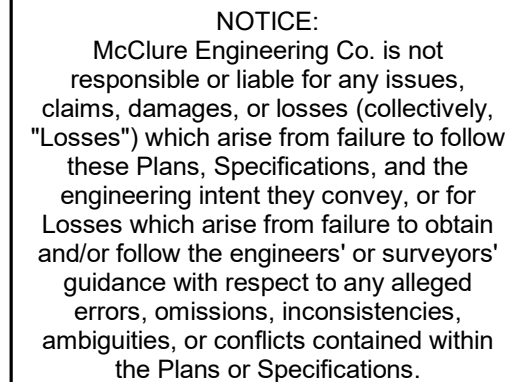 NOTICE:
McClure Engineering Co. is not
responsible or liable for any issues,
claims, damages, or losses (collectively,
"Losses") which arise from failure to follow
these Plans, Specifications, and the
engineering intent they convey, or for
Losses which arise from failure to obtain
and/or follow the engineers' or surveyors'
guidance with respect to any alleged
errors, omissions, inconsistencies,
ambiguities, or conflicts contained within
the Plans or Specifications.